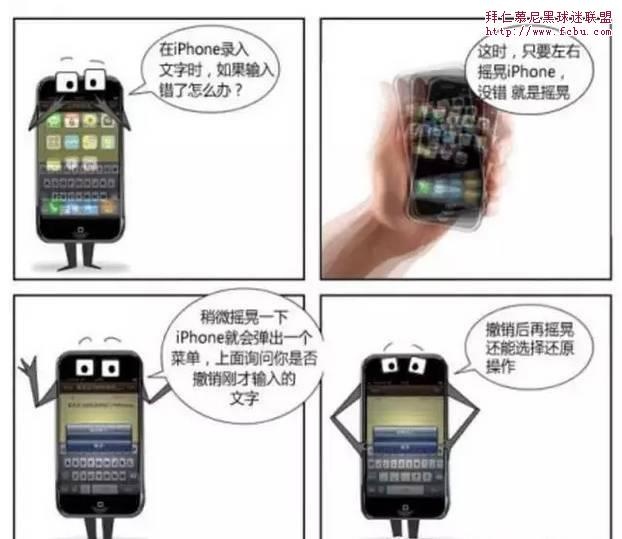 拜仁慕尼黑球迷联盟
http://www.fcbu.com
在iPhone录入
文字时，如果输入
错了怎么办？
这时，只要左右
摇晃iPhone，
没错 就是摇晃
稍微摇晃一下
iPhone就会弹出一个
菜单，上面询问你是否
撤销刚才输入的
文字
撤销后再摇晃
还能选择还原
操作